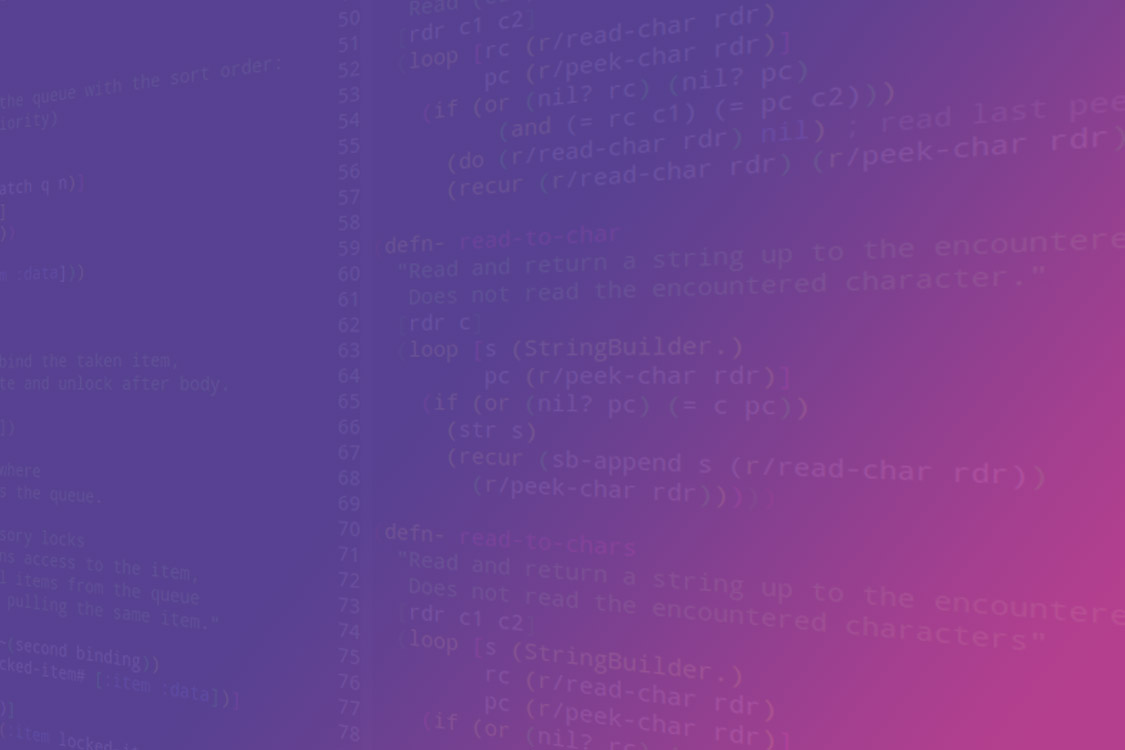 the queue with the sort order:
iority)
atch q n)]
]
})
m :data]))
bind the taken item,
te and unlock after body.
])
where
s the queue.
sory locks
ns access to the item,
l items from the queue
pulling the same item."
~(second binding))
cked-item# [:item :data])]
)]
(:item locked-it
50
51
52
53
54
55
56
57
58
59
60
61
62
63
64
65
66
67
68
69
70
71
72
73
74
75
76
77
78
Read
[rdr c1 c2]
(loop [rc (r/read-char rdr)
pc (r/peek-char rdr)]
(if (or (nil? rc) (nil? pc)
(and (= rc c1) (= pc c2)))
(do (r/read-char rdr) nil) ; read last pee
(recur (r/read-char rdr) (r/peek-char rdr)
defn- read-to-char
"Read and return a string up to the encountere
Does not read the encountered character."
[rdr c]
(loop [s (StringBuilder.)
pc (r/peek-char rdr)]
(if (or (nil? pc) (= c pc))
(str s)
(recur (sb-append s (r/read-char rdr))
(r/peek-char rdr)))))
defn- read-to-chars
"Read and return a string up to the encountere
Does not read the encountered characters"
[rdr c1 c2]
(loop [s (StringBuilder.)
rc (r/read-char rdr)
pc (r/peek-char rdr)]
(if (or (nil? rc) (nil? pc)